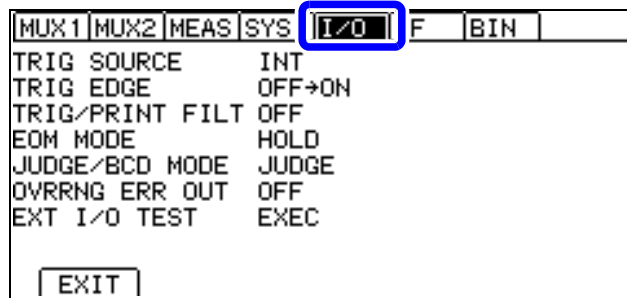 MUX1 MUX2 MEAS SYS I/O F BIN
TRIG SOURCE INT
TRIG EDGE OFF→ON
TRIG/PRINT FILT OFF
EOM MODE HOLD
JUDGE/BCD MODE JUDGE
OVRRNG ERR OUT OFF
EXT I/O TEST EXEC
EXIT